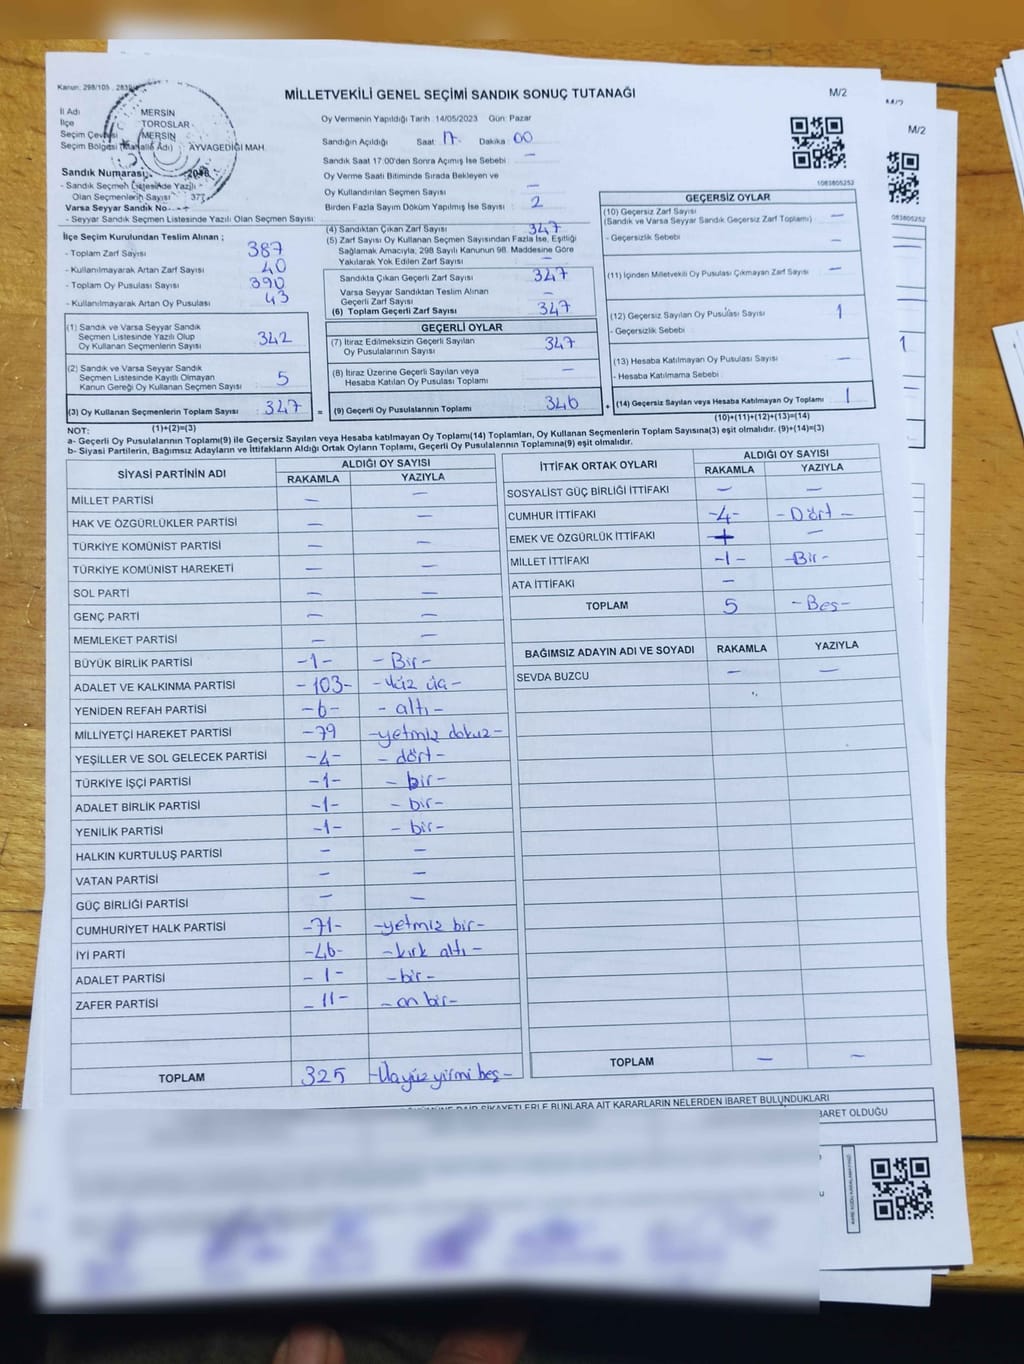 Kanun: 298/105 , 283
MİLLETVEKİLİ GENEL SEÇİMİ SANDIK SONUÇ TUTANAĞI
M/2
İl Adı MERSİN
İlçe TOROSLAR
Seçim Çevresi MERSİN
Seçim Bölgesi (Mahalle Adı) : AYVAGEDİĞİ MAH.
Sandık Numarası
- Sandık Seçmen Listesinde Yazılı
Olan Seçmenlerin Sayısı 377
Varsa Seyyar Sandık No
- Seyyar Sandık Seçmen Listesinde Yazılı Olan Seçmen Sayısı:
Oy Vermenin Yapıldığı Tarih :14/05/2023 Gün: Pazar
Sandığın Açıldığı Saat 17 Dakika 00
Sandık Saat 17.00'den Sonra Açımış İse Sebebi —
Oy Verme Saati Bitiminde Sırada Bekleyen ve
Oy Kullandırılan Seçmen Sayısı —
Birden Fazla Sayım Döküm Yapılmış İse Sayısı 2
1083805252
İlçe Seçim Kurulundan Teslim Alınan ;
- Toplam Zarf Sayısı 387
- Kullanılmayarak Artan Zarf Sayısı 40
- Toplam Oy Pusulası Sayısı 390
- Kullanılmayarak Artan Oy Pusulası 43
(1) Sandık ve Varsa Seyyar Sandık
Seçmen Listesinde Yazılı Olup
Oy Kullanan Seçmenlerin Sayısı 342
(2) Sandık ve Varsa Seyyar Sandık
Seçmen Listesinde Kayıtlı Olmayan
Kanun Gereği Oy Kullanan Seçmen Sayısı 5
(3) Oy Kullanan Seçmenlerin Toplam Sayısı 347
(1)+(2)=(3)
(4) Sandıktan Çıkan Zarf Sayısı 347
(5) Zarf Sayısı Oy Kullanan Seçmen Sayısından Fazla İse, Eşitliği
Sağlamak Amacıyla; 298 Sayılı Kanunun 98. Maddesine Göre
Yakılarak Yok Edilen Zarf Sayısı —
Sandıkta Çıkan Geçerli Zarf Sayısı 347
Varsa Seyyar Sandıktan Teslim Alınan
Geçerli Zarf Sayısı —
(6) Toplam Geçerli Zarf Sayısı 347
GEÇERLİ OYLAR
(7) İtiraz Edilmeksizin Geçerli Sayılan
Oy Pusulalarının Sayısı 347
(8) İtiraz Üzerine Geçerli Sayılan veya
Hesaba Katılan Oy Pusulası Toplamı —
= (9) Geçerli Oy Pusulalarının Toplamı 346
GEÇERSİZ OYLAR
(10) Geçersiz Zarf Sayısı
(Sandık ve Varsa Seyyar Sandık Geçersiz Zarf Toplamı) —
- Geçersizlik Sebebi —
(11) İçinden Milletvekili Oy Pusulası Çıkmayan Zarf Sayısı —
(12) Geçersiz Sayılan Oy Pusulası Sayısı 1
- Geçersizlik Sebebi
(13) Hesaba Katılmayan Oy Pusulası Sayısı —
- Hesaba Katılmama Sebebi
+ (14) Geçersiz Sayılan veya Hesaba Katılmayan Oy Toplamı 1
(10)+(11)+(12)+(13)=(14)
NOT:
a- Geçerli Oy Pusulalarının Toplamı(9) ile Geçersiz Sayılan veya Hesaba katılmayan Oy Toplamı(14) Toplamları, Oy Kullanan Seçmenlerin Toplam Sayısına(3) eşit olmalıdır. (9)+(14)=(3)
b- Siyasi Partilerin, Bağımsız Adayların ve İttifakların Aldığı Ortak Oyların Toplamı, Geçerli Oy Pusulalarının Toplamına(9) eşit olmalıdır.
SİYASİ PARTİNİN ADI ALDIĞI OY SAYISI
RAKAMLA YAZIYLA
MİLLET PARTİSİ — —
HAK VE ÖZGÜRLÜKLER PARTİSİ — —
TÜRKİYE KOMÜNİST PARTİSİ — —
TÜRKİYE KOMÜNİST HAREKETİ — —
SOL PARTİ — —
GENÇ PARTİ — —
MEMLEKET PARTİSİ — —
BÜYÜK BİRLİK PARTİSİ -1- -Bir-
ADALET VE KALKINMA PARTİSİ -103- -Yüz üç-
YENİDEN REFAH PARTİSİ -6- -altı-
MİLLİYETÇİ HAREKET PARTİSİ -79 -yetmiz dokuz-
YEŞİLLER VE SOL GELECEK PARTİSİ -4- -dört-
TÜRKİYE İŞÇİ PARTİSİ -1- -bir-
ADALET BİRLİK PARTİSİ -1- -bir-
YENİLİK PARTİSİ -1- -bir-
HALKIN KURTULUŞ PARTİSİ — —
VATAN PARTİSİ — —
GÜÇ BİRLİĞİ PARTİSİ — —
CUMHURİYET HALK PARTİSİ -71- -yetmiz bir-
İYİ PARTİ -46- -kırk altı-
ADALET PARTİSİ -1- -bir-
ZAFER PARTİSİ -11- -on bir-
TOPLAM 325 -Üçyüz yirmi beş-
İTTİFAK ORTAK OYLARI ALDIĞI OY SAYISI
RAKAMLA YAZIYLA
SOSYALİST GÜÇ BİRLİĞİ İTTİFAKI — —
CUMHUR İTTİFAKI -4- -Dört-
EMEK VE ÖZGÜRLÜK İTTİFAKI —
MİLLET İTTİFAKI -1- -Bir-
ATA İTTİFAKI —
TOPLAM 5 -Beş-
BAĞIMSIZ ADAYIN ADI VE SOYADI RAKAMLA YAZIYLA
SEVDA BUZCU — —
TOPLAM — —
ŞİKAYETLERLE BUNLARA AİT KARARLARIN NELERDEN İBARET BULUNDUKLARI
İBARET OLDUĞU
M/2
083805252
1